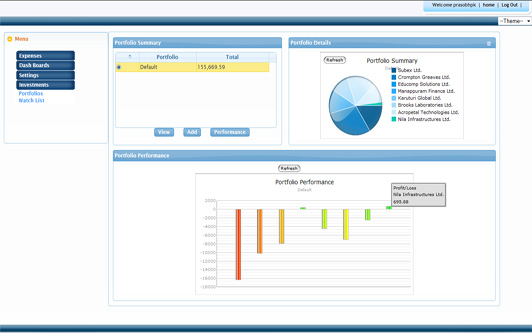 Welcome prasobhpk | home | Log Out |
~Theme~
Menu
Expenses
Dash Boards
Settings
Investments
Portfolios
Watch List
Portfolio Summary
Portfolio Total
Default 155,669.59
View Add Performance
Portfolio Details
Refresh
Portfolio Summary
Subex Ltd.
Crompton Greaves Ltd.
Educomp Solutions Ltd.
Manappuram Finance Ltd.
Karuturi Global Ltd.
Brooks Laboratories Ltd.
Acropetal Technologies Ltd.
Nila Infrastructures Ltd.
Portfolio Performance
Refresh
Portfolio Performance
Default
Profit/Loss
Nila Infrastructures Ltd.
695.68
2000
0
-2000
-4000
-6000
-8000
-10000
-12000
-14000
-16000
-18000